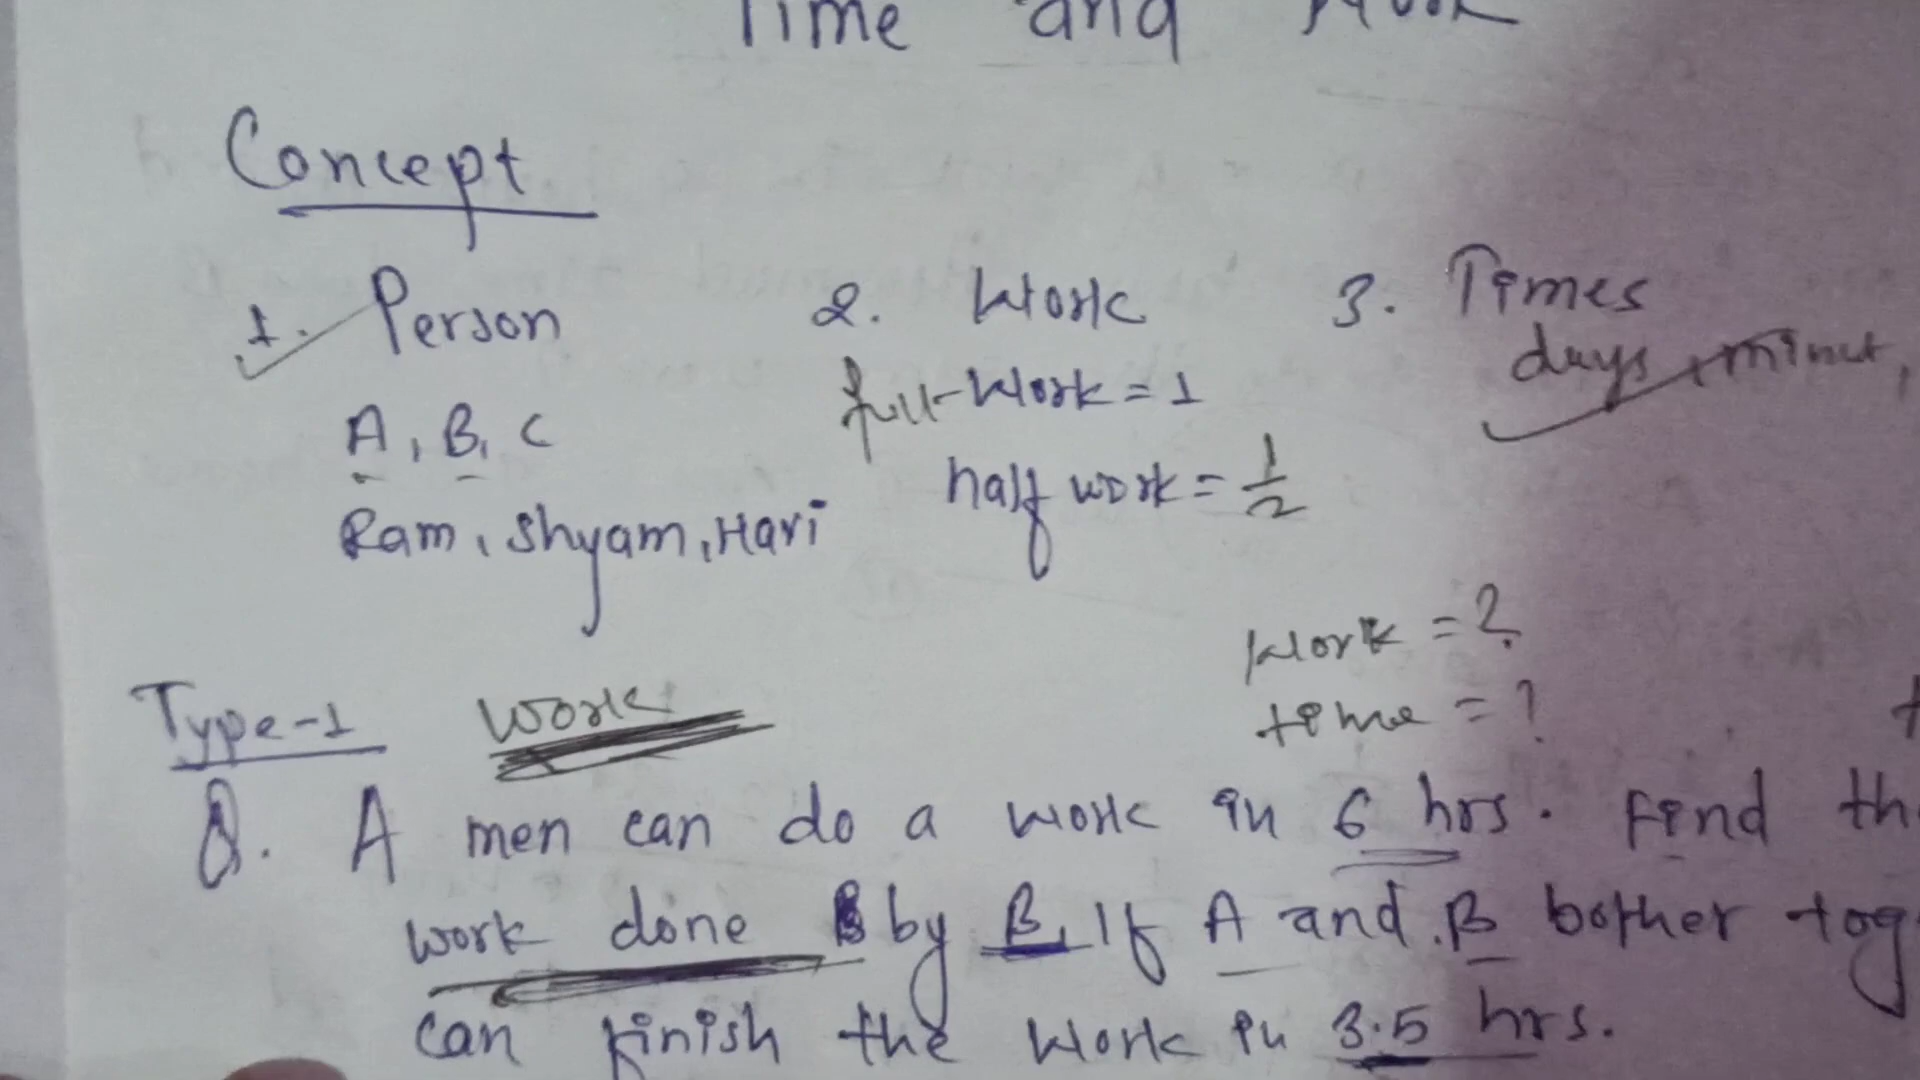 Time and Work
Concept
1. Person 2. Work 3. Times
days, minut,
A, B, C full-work = 1
Ram, Shyam, Hari half work = 1/2
work = ?
Type-1 Work time = ?
Q. A men can do a work in 6 hrs. Find
work done by B, If A and B bother
can finish the work in 3.5 hrs.